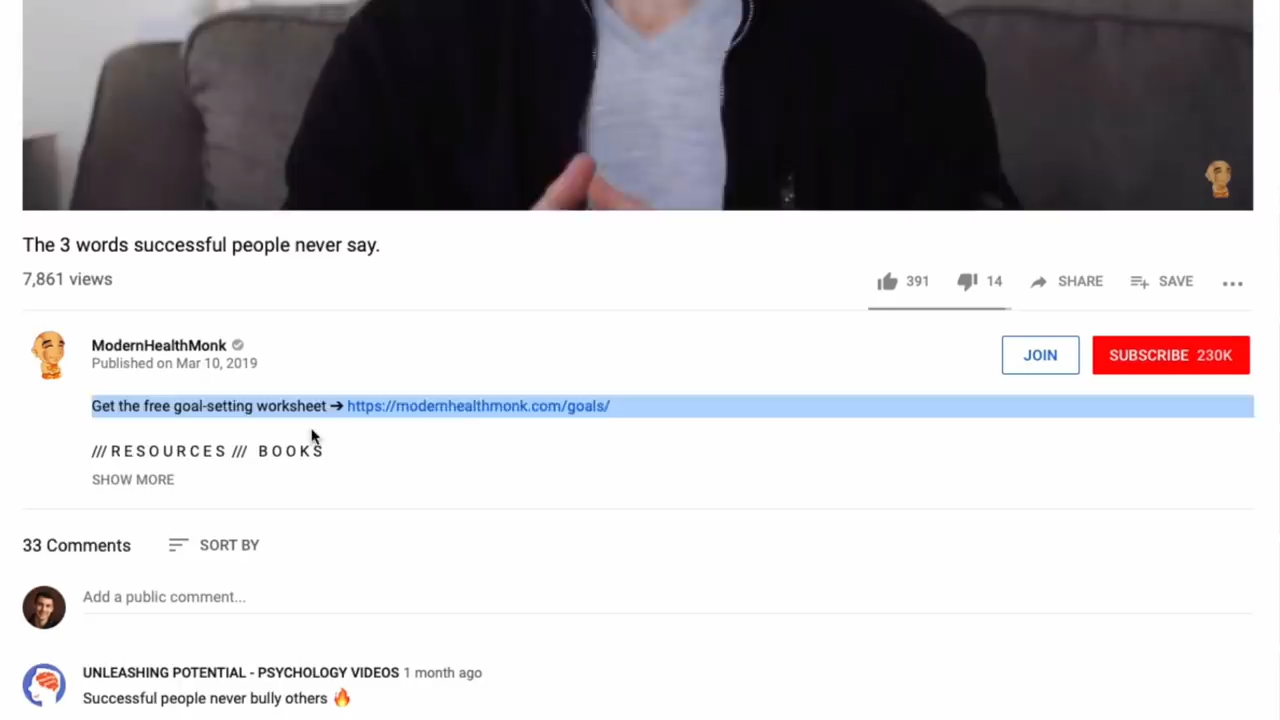 The 3 words successful people never say.
7,861 views
391
14
SHARE
SAVE
ModernHealthMonk
Published on Mar 10, 2019
JOIN
SUBSCRIBE 230K
Get the free goal-setting worksheet ➔ https://modernhealthmonk.com/goals/
/// R E S O U R C E S /// B O O K S
SHOW MORE
33 Comments
SORT BY
Add a public comment...
UNLEASHING POTENTIAL - PSYCHOLOGY VIDEOS 1 month ago
Successful people never bully others 🔥